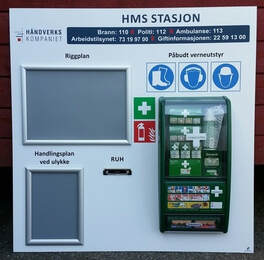 HMS STASJON
HÅNDVERKS
KOMPANIET
Brann: 110 Politi: 112 Ambulanse: 113
Arbeidstilsynet: 73 19 97 00 Giftinformasjonen: 22 59 13 00
Riggplan
Påbudt verneutstyr
Handlingsplan
ved ulykke
RUH